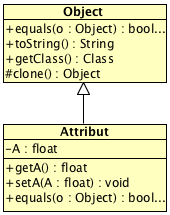 Object
+equals(o : Object) : bool...
+toString() : String
+getClass() : Class
#clone() : Object
Attribut
-A : float
+getA() : float
+setA(A : float) : void
+equals(o : Object) : bool...